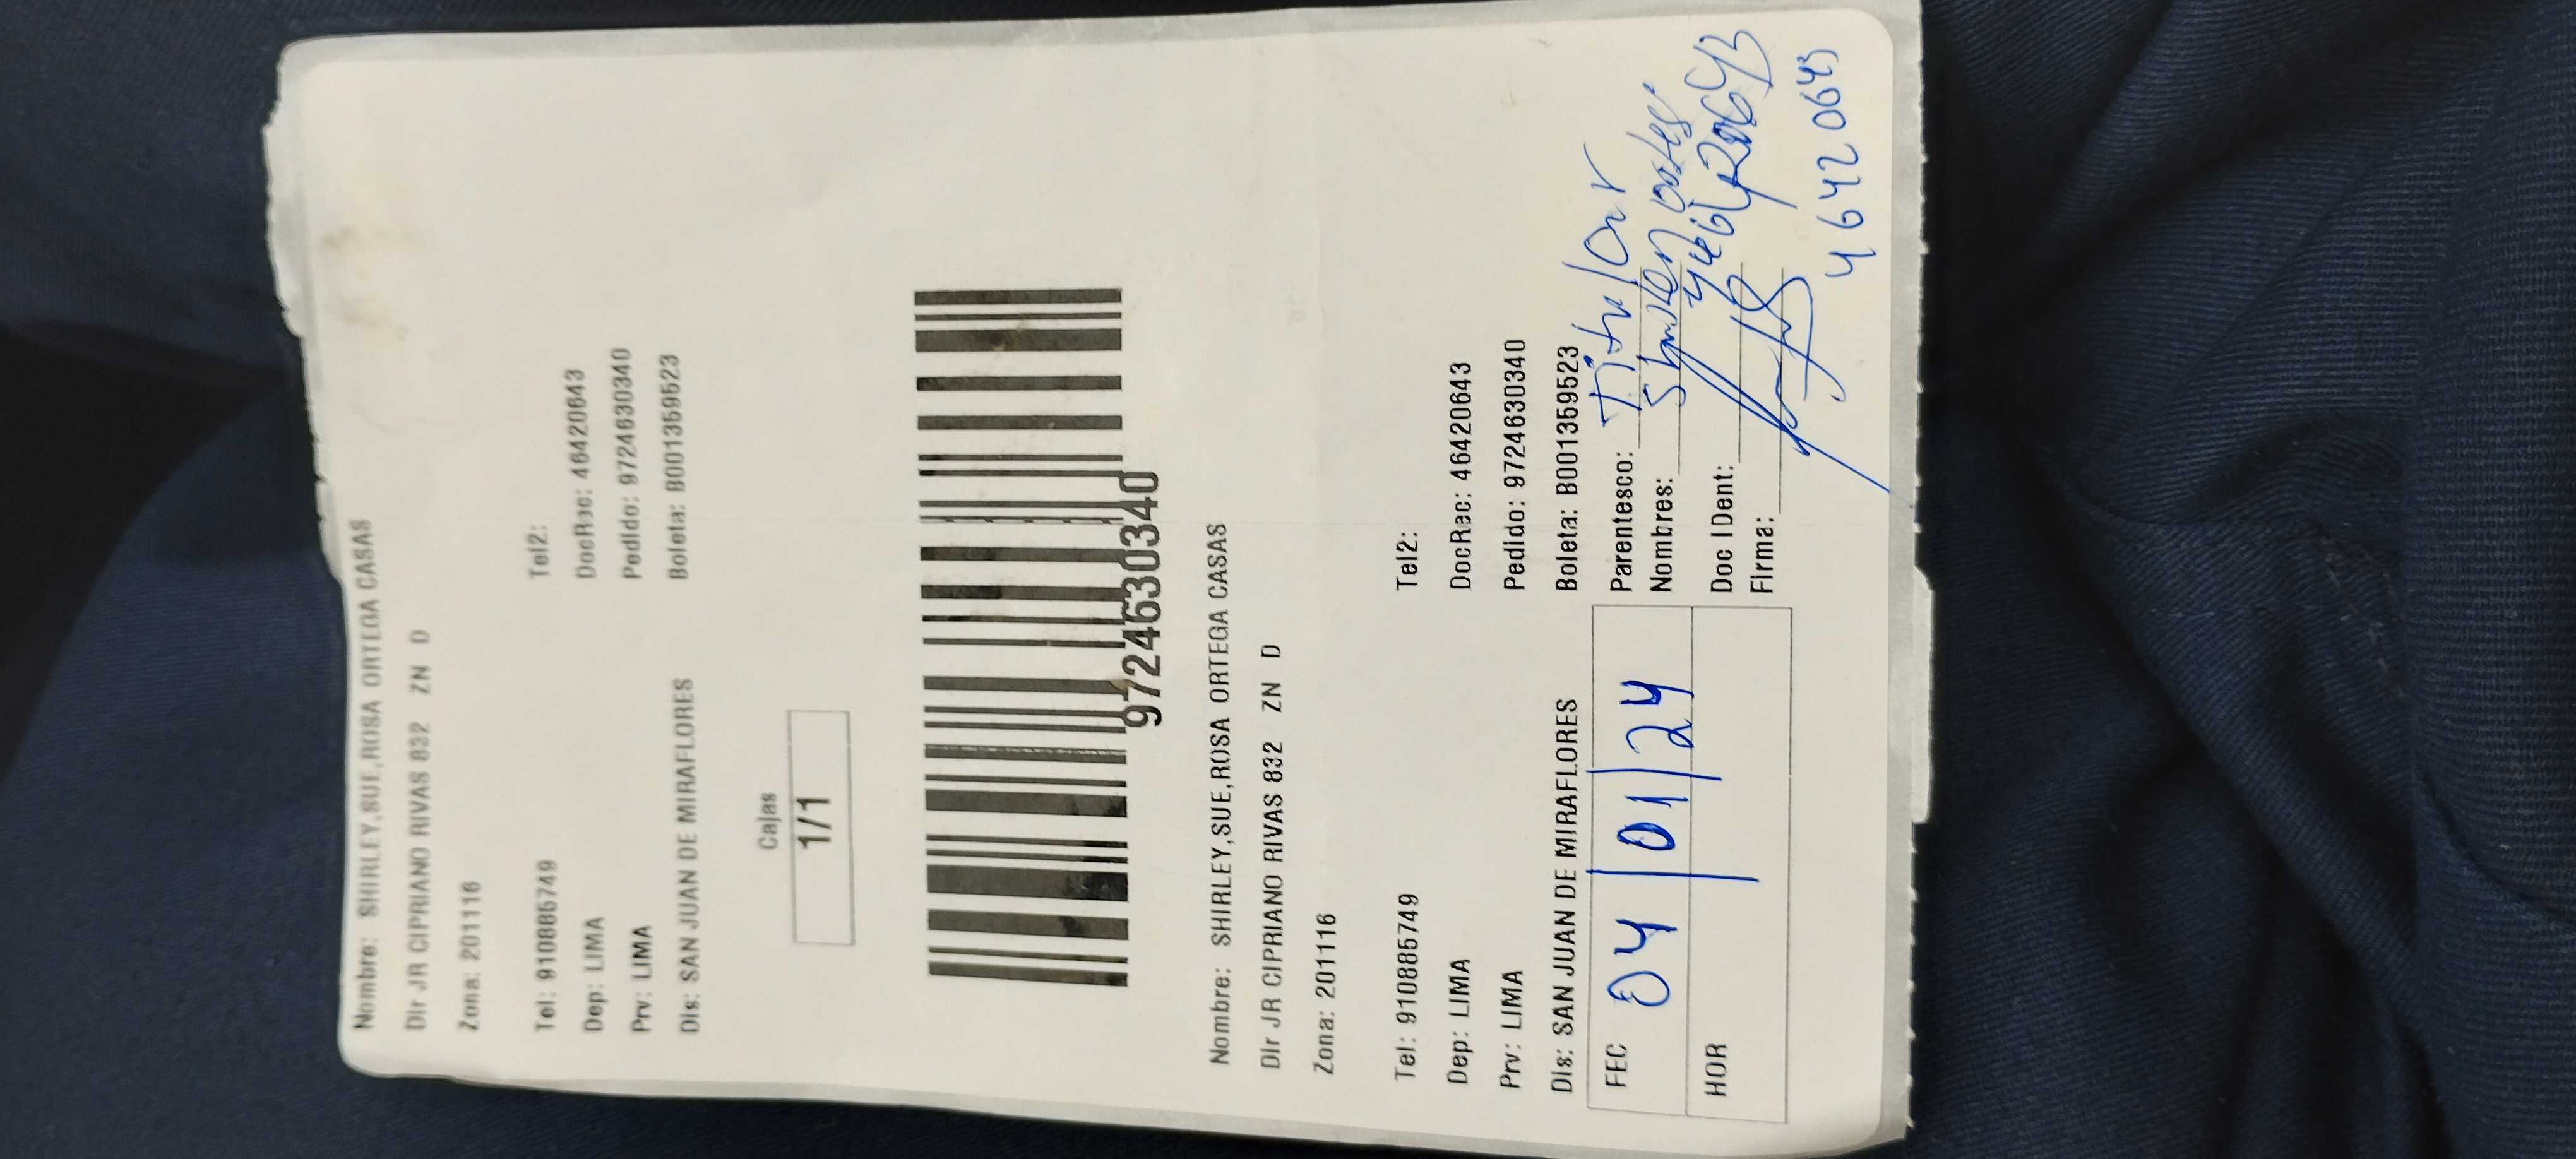 Nombre: SHIRLEY,SUE,ROSA ORTEGA CASAS
Dir JR CIPRIANO RIVAS 832 ZN D
Zona: 201116
Tel: 910885749 Tel2:
Dep: LIMA DocRec: 46420643
Prv: LIMA Pedido: 9724630340
Dis: SAN JUAN DE MIRAFLORES Boleta: B001359523
Cajas
1/1
9724630340
Nombre: SHIRLEY,SUE,ROSA ORTEGA CASAS
Dir JR CIPRIANO RIVAS 832 ZN D
Zona: 201116
Tel: 910885749 Tel2:
Dep: LIMA DocRec: 46420643
Prv: LIMA Pedido: 9724630340
Dis: SAN JUAN DE MIRAFLORES Boleta: B001359523
FEC 04/01/24 Parentesco: Titular
Nombres:
HOR Doc IDent:
Firma:
46420643